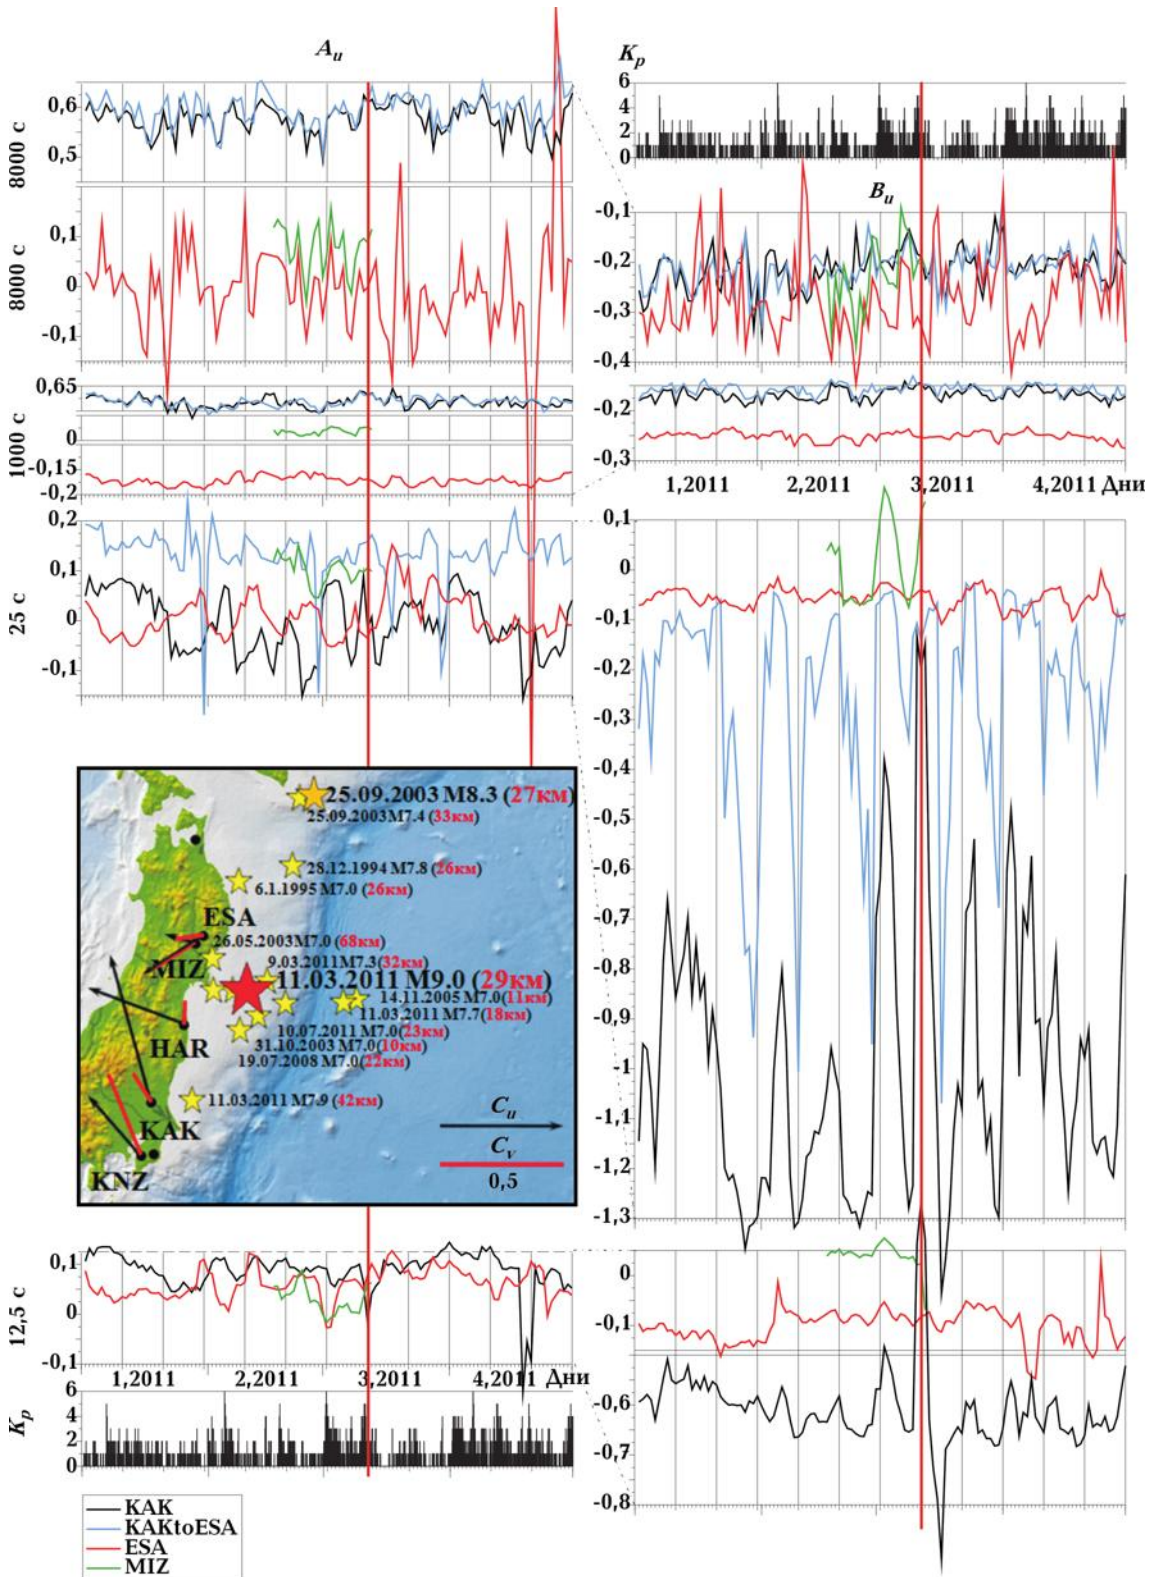 A_u
0,6
0,5
8000 с
0,1
0
-0,1
8000 с
0,65
0
-0,15
-0,2
1000 с
0,2
0,1
0
-0,1
25 с
K_p
6
5
4
2
0
B_u
-0,1
-0,2
-0,3
-0,4
-0,2
-0,3
1,2011 2,2011 3,2011 4,2011 Дни
0,1
0
-0,1
-0,2
-0,3
-0,4
-0,5
-0,6
-0,7
-0,8
-0,9
-1
-1,1
-1,2
-1,3
0
-0,1
-0,6
-0,7
-0,8
25.09.2003 M8.3 (27км)
25.09.2003 M7.4 (33км)
28.12.1994 M7.8 (26км)
6.1.1995 M7.0 (26км)
ESA
26.05.2003M7.0 (68км)
MIZ
9.03.2011M7.3(32км)
11.03.2011 M9.0 (29км)
14.11.2005 M7.0(11км)
11.03.2011 M7.7(18км)
10.07.2011 M7.0(23км)
HAR
31.10.2003 M7.0(10км)
19.07.2008 M7.0(22км)
11.03.2011 M7.9 (42км)
KAK
KNZ
C_u
C_v
0,5
0,1
0
-0,1
12,5 с
1,2011 2,2011 3,2011 4,2011 Дни
K_p
6
4
2
0
KAK
KAKtoESA
ESA
MIZ